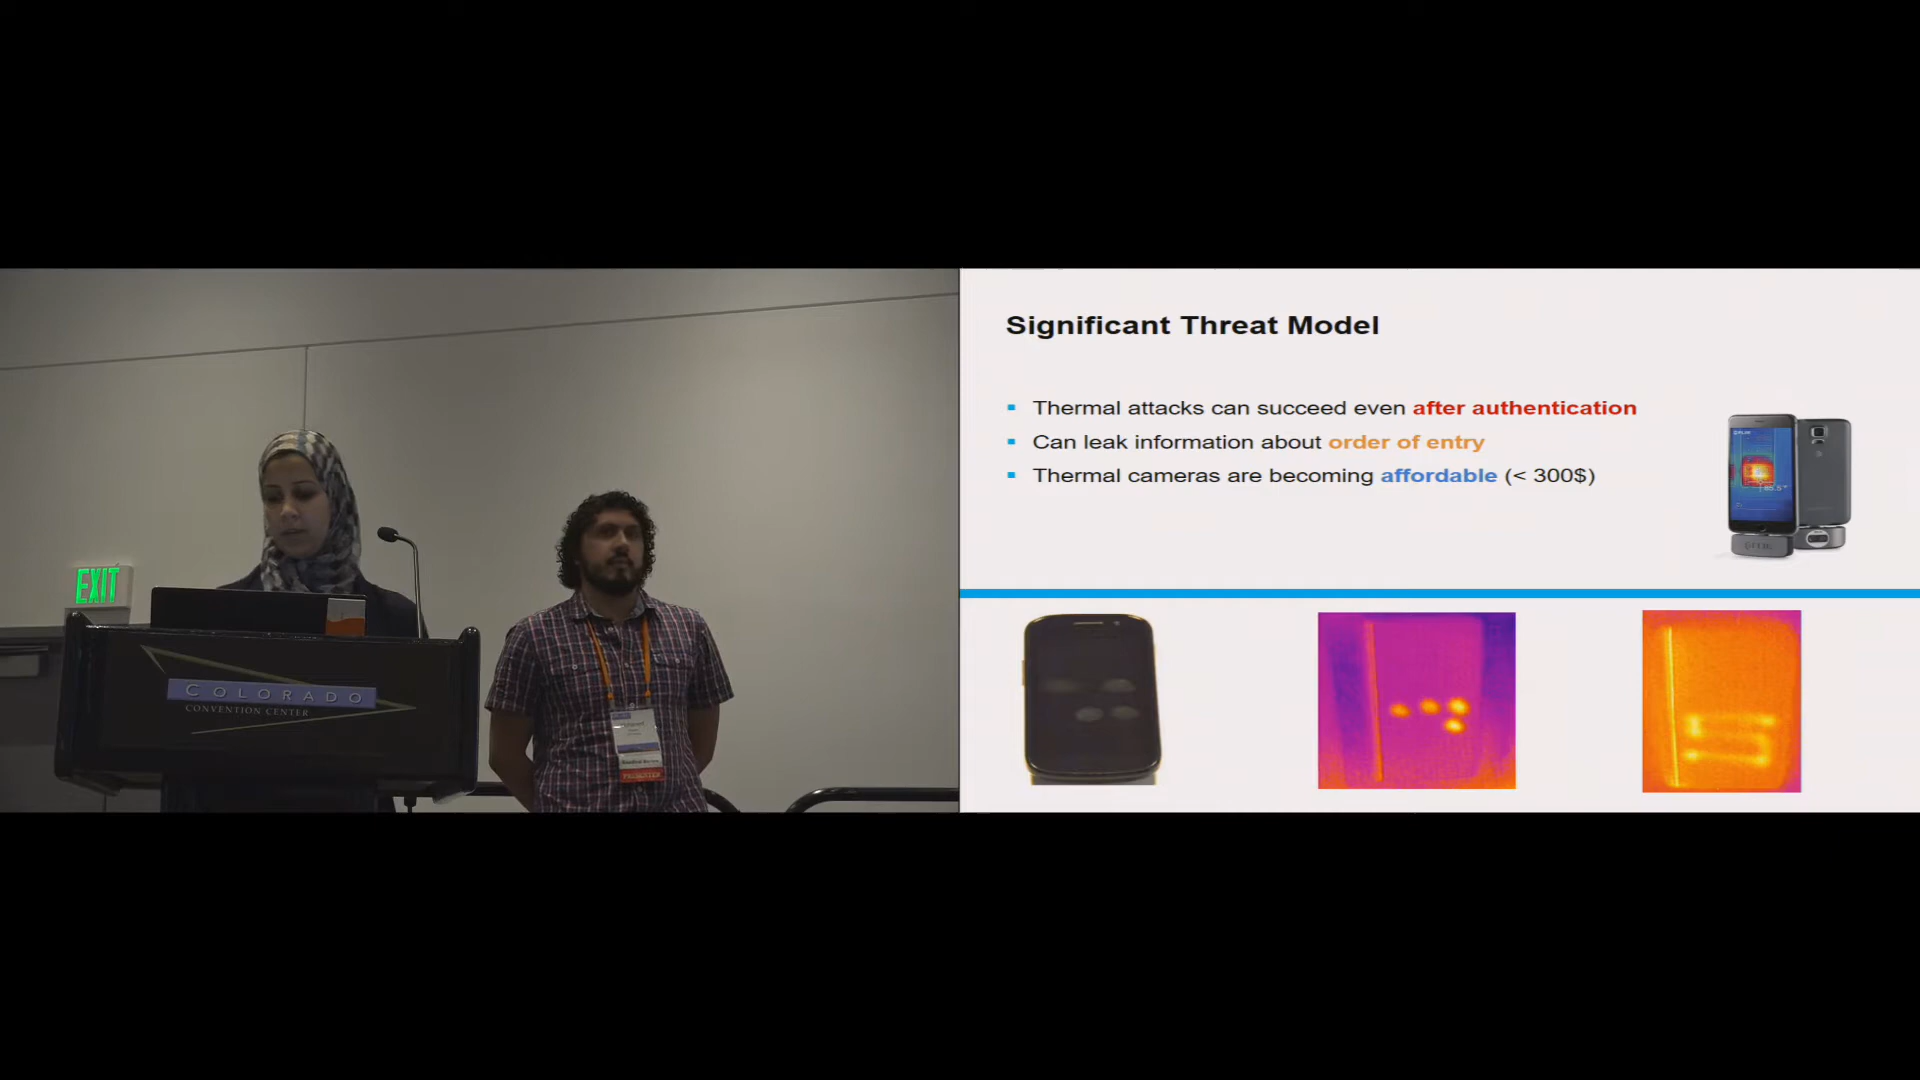 Significant Threat Model
Thermal attacks can succeed even after authentication
Can leak information about order of entry
Thermal cameras are becoming affordable (< 300$)
EXIT
COLORADO
CONVENTION CENTER
PRESENTER